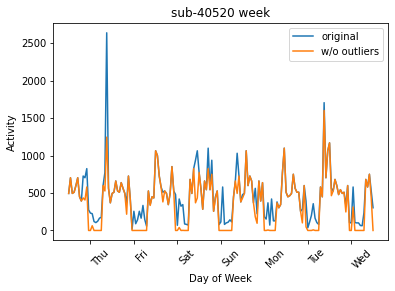 sub-40520 week
original
w/o outliers
2500
2000
1500
1000
500
0
Activity
Thu
Fri
Sat
Sun
Mon
Tue
Wed
Day of Week